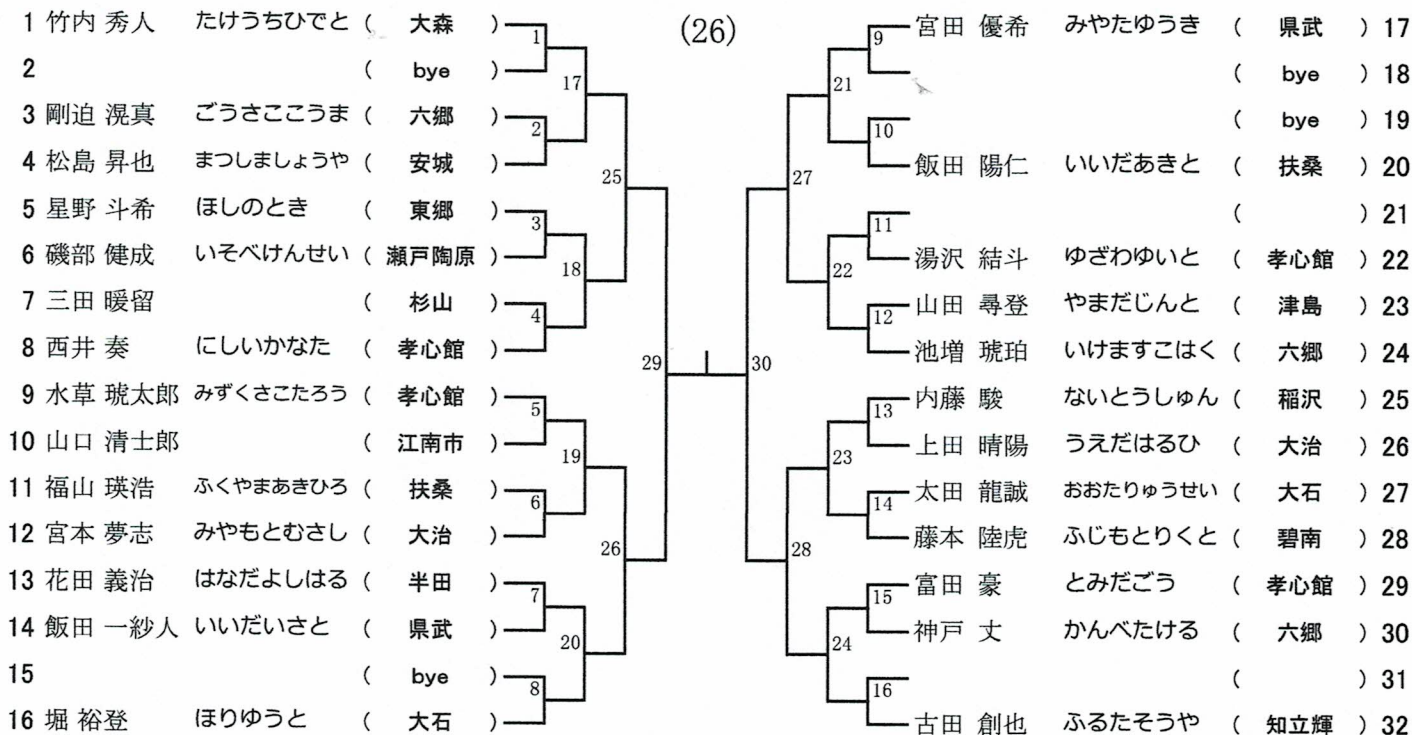 (26)
1 竹内 秀人 たけうちひでと ( 大森 )
2 ( bye )
3 剛迫 滉真 ごうさここうま ( 六郷 )
4 松島 昇也 まつしましょうや ( 安城 )
5 星野 斗希 ほしのとき ( 東郷 )
6 磯部 健成 いそべけんせい ( 瀬戸陶原 )
7 三田 暖留 ( 杉山 )
8 西井 奏 にしいかなた ( 孝心館 )
9 水草 琥太郎 みずくさこたろう ( 孝心館 )
10 山口 清士郎 ( 江南市 )
11 福山 瑛浩 ふくやまあきひろ ( 扶桑 )
12 宮本 夢志 みやもとむさし ( 大治 )
13 花田 義治 はなだよしはる ( 半田 )
14 飯田 一紗人 いいだいさと ( 県武 )
15 ( bye )
16 堀 裕登 ほりゆうと ( 大石 )
1
2
3
4
5
6
7
8
17
18
19
20
25
26
29
30
27
28
21
22
23
24
9
10
11
12
13
14
15
16
宮田 優希 みやたゆうき ( 県武 ) 17
( bye ) 18
( bye ) 19
飯田 陽仁 いいだあきと ( 扶桑 ) 20
( ) 21
湯沢 結斗 ゆざわゆいと ( 孝心館 ) 22
山田 尋登 やまだじんと ( 津島 ) 23
池増 琥珀 いけますこはく ( 六郷 ) 24
内藤 駿 ないとうしゅん ( 稲沢 ) 25
上田 晴陽 うえだはるひ ( 大治 ) 26
太田 龍誠 おおたりゅうせい ( 大石 ) 27
藤本 陸虎 ふじもとりくと ( 碧南 ) 28
富田 豪 とみだごう ( 孝心館 ) 29
神戸 丈 かんべたける ( 六郷 ) 30
( ) 31
古田 創也 ふるたそうや ( 知立輝 ) 32